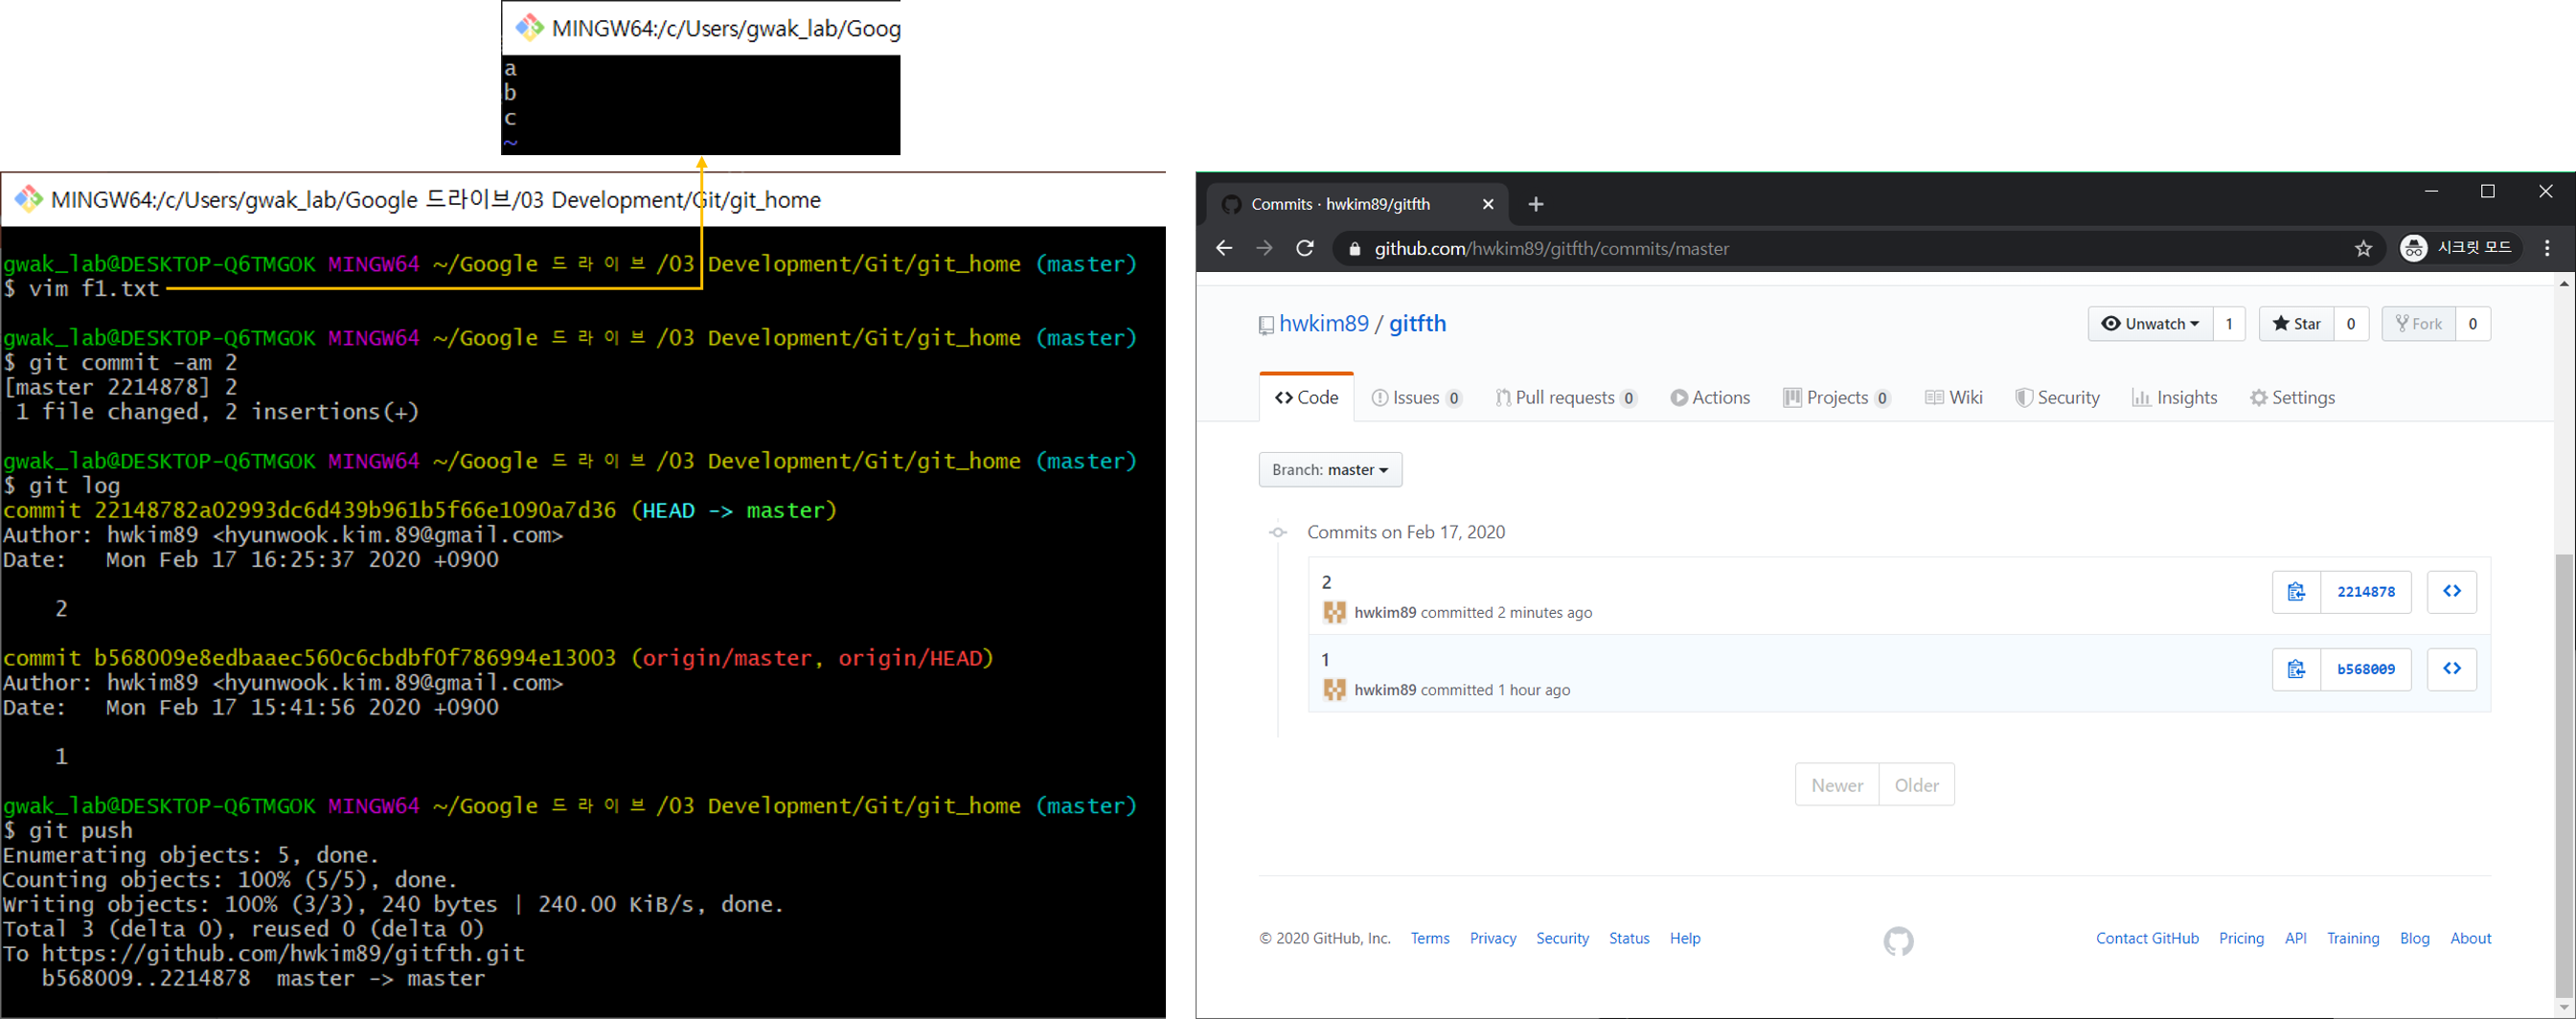 MINGW64:/c/Users/gwak_lab/Goog
a
b
c
~
MINGW64:/c/Users/gwak_lab/Google 드라이브/03 Development/Git/git_home
gwak_lab@DESKTOP-Q6TMGOK MINGW64 ~/Google 드라이브/03 Development/Git/git_home (master)
$ vim f1.txt
gwak_lab@DESKTOP-Q6TMGOK MINGW64 ~/Google 드라이브/03 Development/Git/git_home (master)
$ git commit -am 2
[master 2214878] 2
 1 file changed, 2 insertions(+)
gwak_lab@DESKTOP-Q6TMGOK MINGW64 ~/Google 드라이브/03 Development/Git/git_home (master)
$ git log
commit 22148782a02993dc6d439b961b5f66e1090a7d36 (HEAD -> master)
Author: hwkim89 <hyunwook.kim.89@gmail.com>
Date:   Mon Feb 17 16:25:37 2020 +0900
    2
commit b568009e8edbaaec560c6cbdbf0f786994e13003 (origin/master, origin/HEAD)
Author: hwkim89 <hyunwook.kim.89@gmail.com>
Date:   Mon Feb 17 15:41:56 2020 +0900
    1
gwak_lab@DESKTOP-Q6TMGOK MINGW64 ~/Google 드라이브/03 Development/Git/git_home (master)
$ git push
Enumerating objects: 5, done.
Counting objects: 100% (5/5), done.
Writing objects: 100% (3/3), 240 bytes | 240.00 KiB/s, done.
Total 3 (delta 0), reused 0 (delta 0)
To https://github.com/hwkim89/gitfth.git
   b568009..2214878  master -> master
Commits · hwkim89/gitfth
github.com/hwkim89/gitfth/commits/master 시크릿 모드
hwkim89 / gitfth Unwatch 1 Star 0 Fork 0
Code Issues 0 Pull requests 0 Actions Projects 0 Wiki Security Insights Settings
Branch: master
Commits on Feb 17, 2020
2
hwkim89 committed 2 minutes ago 2214878
1
hwkim89 committed 1 hour ago b568009
Newer Older
© 2020 GitHub, Inc. Terms Privacy Security Status Help Contact GitHub Pricing API Training Blog About